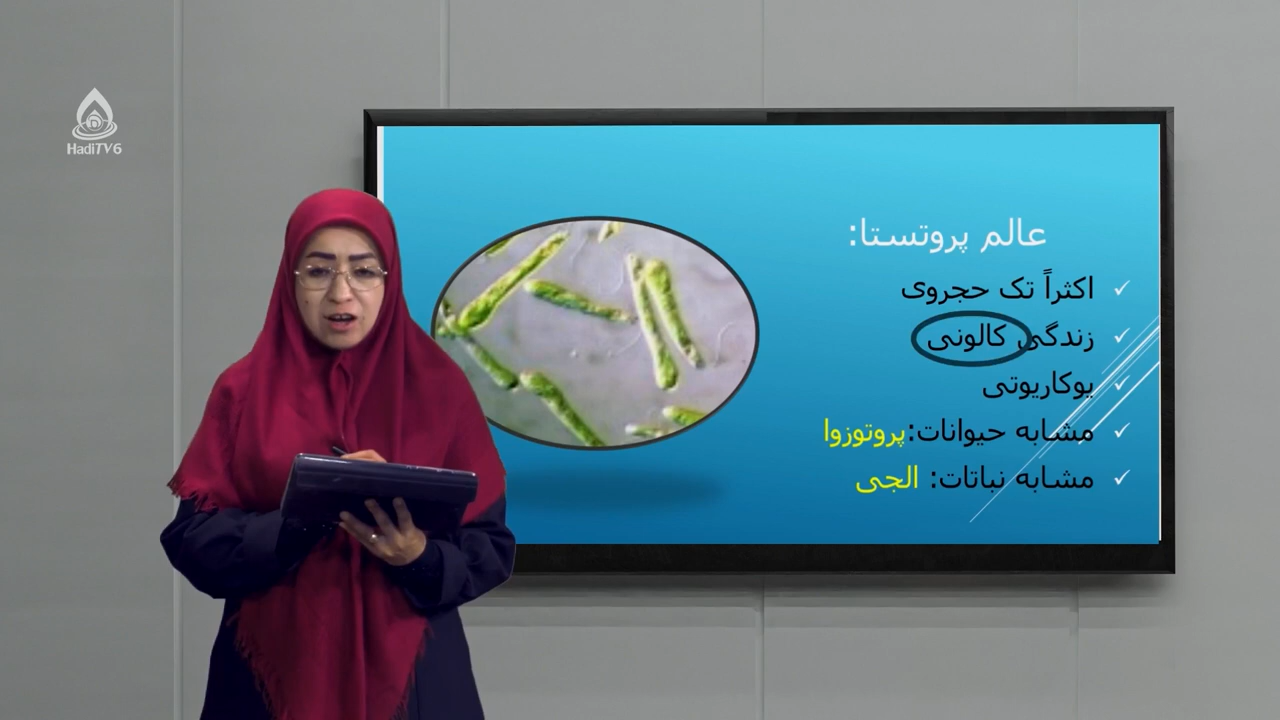 HadiTV6
عالم پروتستا:
اکثراً تک حجروی
زندگی کالونی
یوکاریوتی
مشابه حیوانات:پروتوزوا
مشابه نباتات: الجی